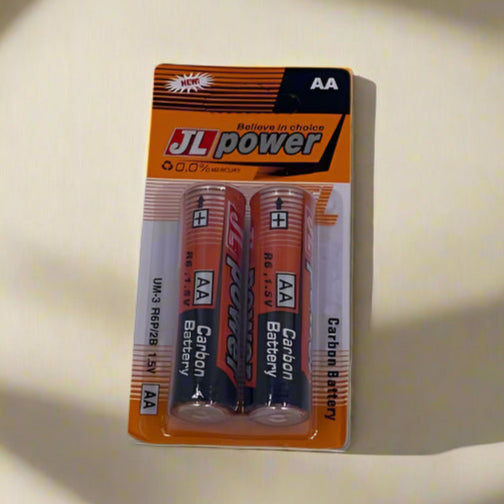 NEW!
AA
Believe in choice
JL power
0.0% MERCURY
UM-3 R6P/2B 1.5V AA
R6, 1.5V
AA
Carbon
Battery
JL power
R6, 1.5V
AA
Carbon
Battery
POWER
Carbon Battery